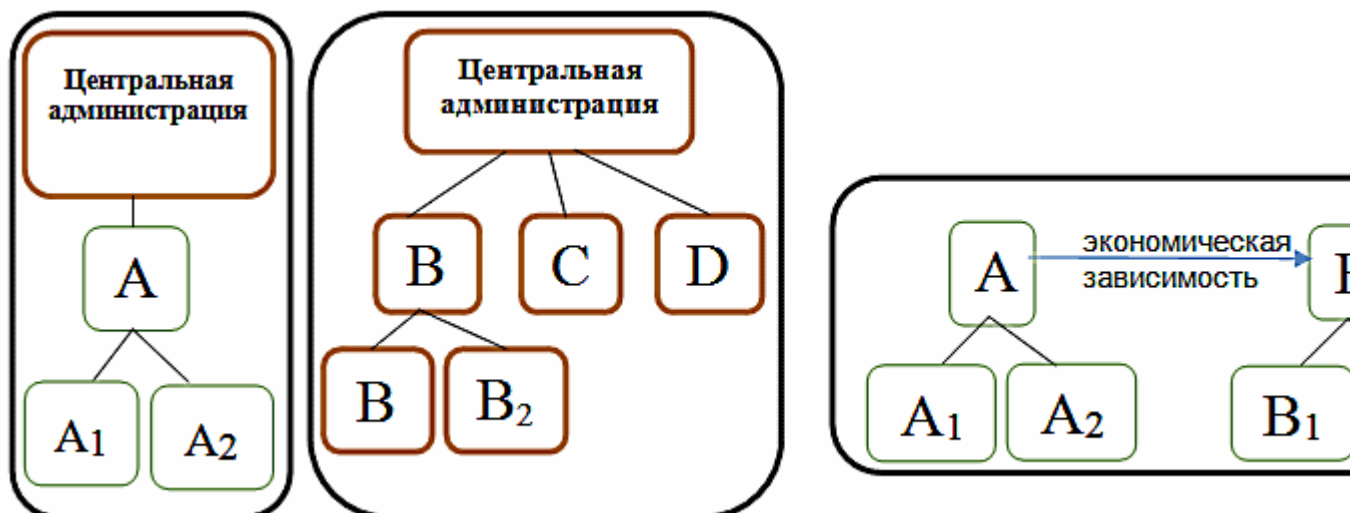 Центральная
администрация
A
A1
A2
Центральная
администрация
B
C
D
B
B2
A
экономическая
зависимость
A1
A2
B1